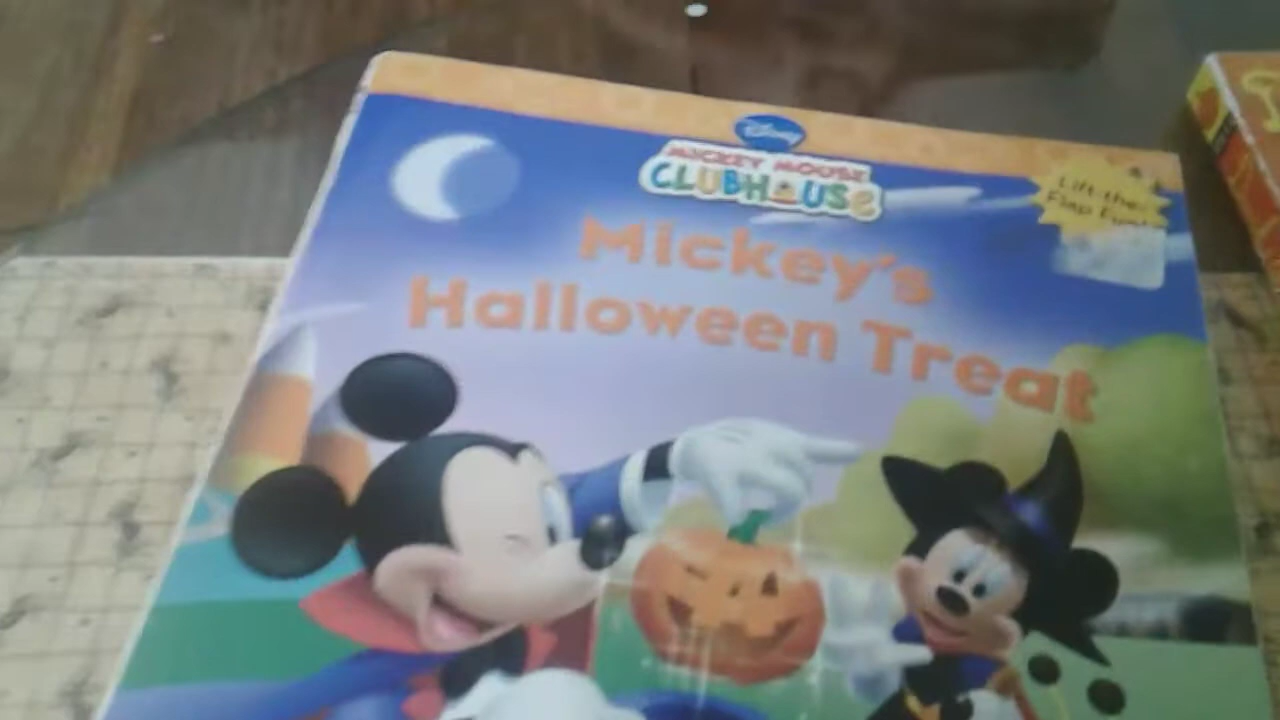 Disney
MICKEY MOUSE
CLUBHOUSE
Lift-the-
Flap Fun!
Mickey's
Halloween Treat